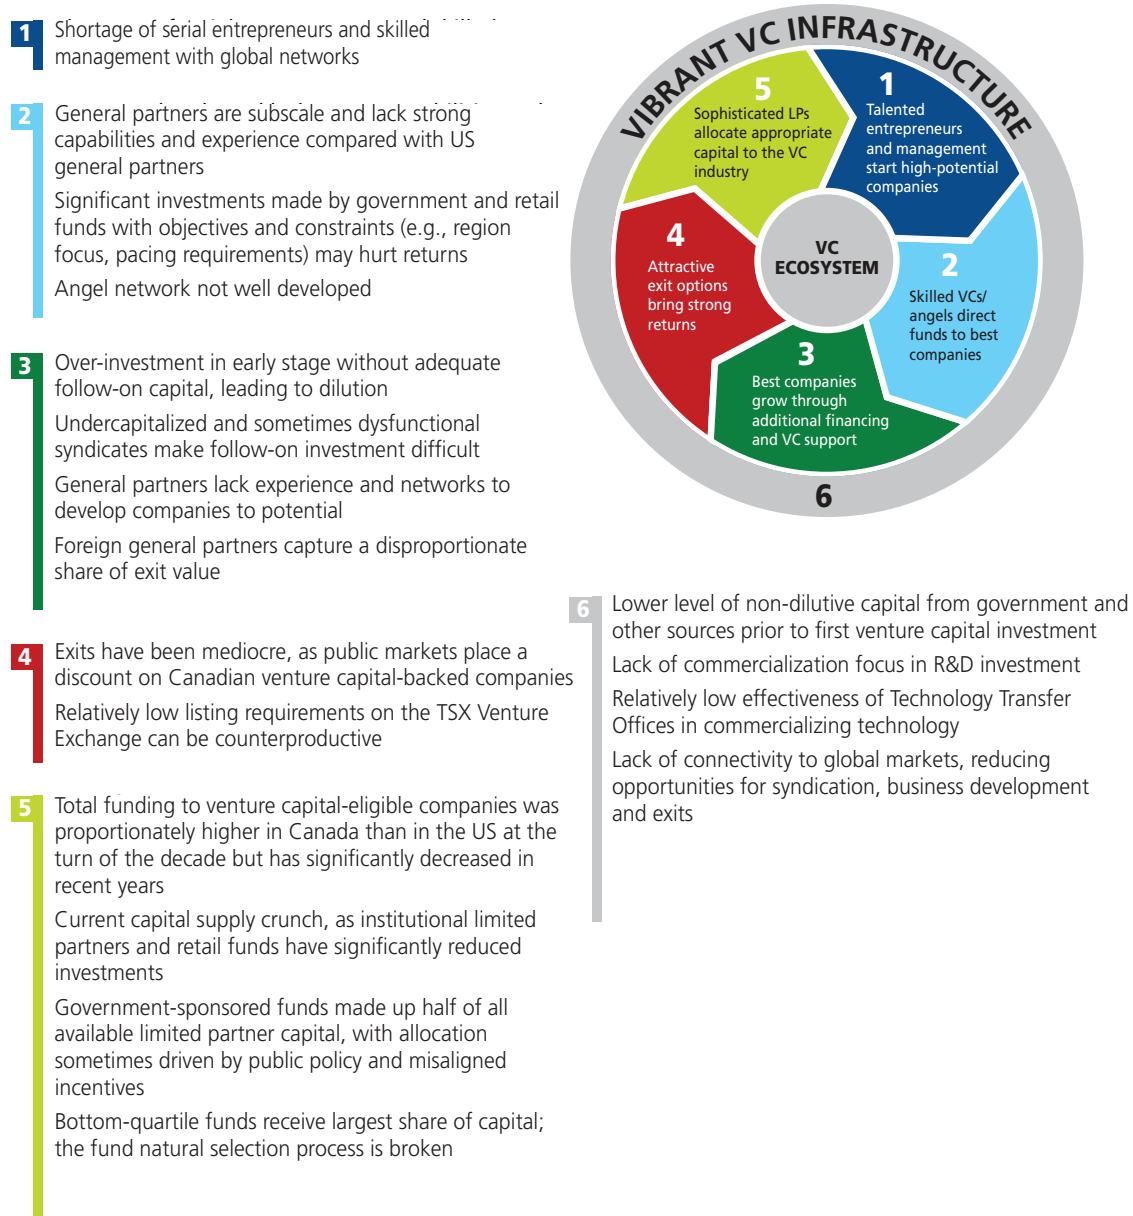 1
Shortage of serial entrepreneurs and skilled
management with global networks
2
General partners are subscale and lack strong
capabilities and experience compared with US
general partners
Significant investments made by government and retail
funds with objectives and constraints (e.g., region
focus, pacing requirements) may hurt returns
Angel network not well developed
3
Over-investment in early stage without adequate
follow-on capital, leading to dilution
Undercapitalized and sometimes dysfunctional
syndicates make follow-on investment difficult
General partners lack experience and networks to
develop companies to potential
Foreign general partners capture a disproportionate
share of exit value
4
Exits have been mediocre, as public markets place a
discount on Canadian venture capital-backed companies
Relatively low listing requirements on the TSX Venture
Exchange can be counterproductive
5
Total funding to venture capital-eligible companies was
proportionately higher in Canada than in the US at the
turn of the decade but has significantly decreased in
recent years
Current capital supply crunch, as institutional limited
partners and retail funds have significantly reduced
investments
Government-sponsored funds made up half of all
available limited partner capital, with allocation
sometimes driven by public policy and misaligned
incentives
Bottom-quartile funds receive largest share of capital;
the fund natural selection process is broken
VIBRANT VC INFRASTRUCTURE
1
Talented
entrepreneurs
and management
start high-potential
companies
2
Skilled VCs/
angels direct
funds to best
companies
3
Best companies
grow through
additional financing
and VC support
4
Attractive
exit options
bring strong
returns
5
Sophisticated LPs
allocate appropriate
capital to the VC
industry
VC
ECOSYSTEM
6
6
Lower level of non-dilutive capital from government and
other sources prior to first venture capital investment
Lack of commercialization focus in R&D investment
Relatively low effectiveness of Technology Transfer
Offices in commercializing technology
Lack of connectivity to global markets, reducing
opportunities for syndication, business development
and exits